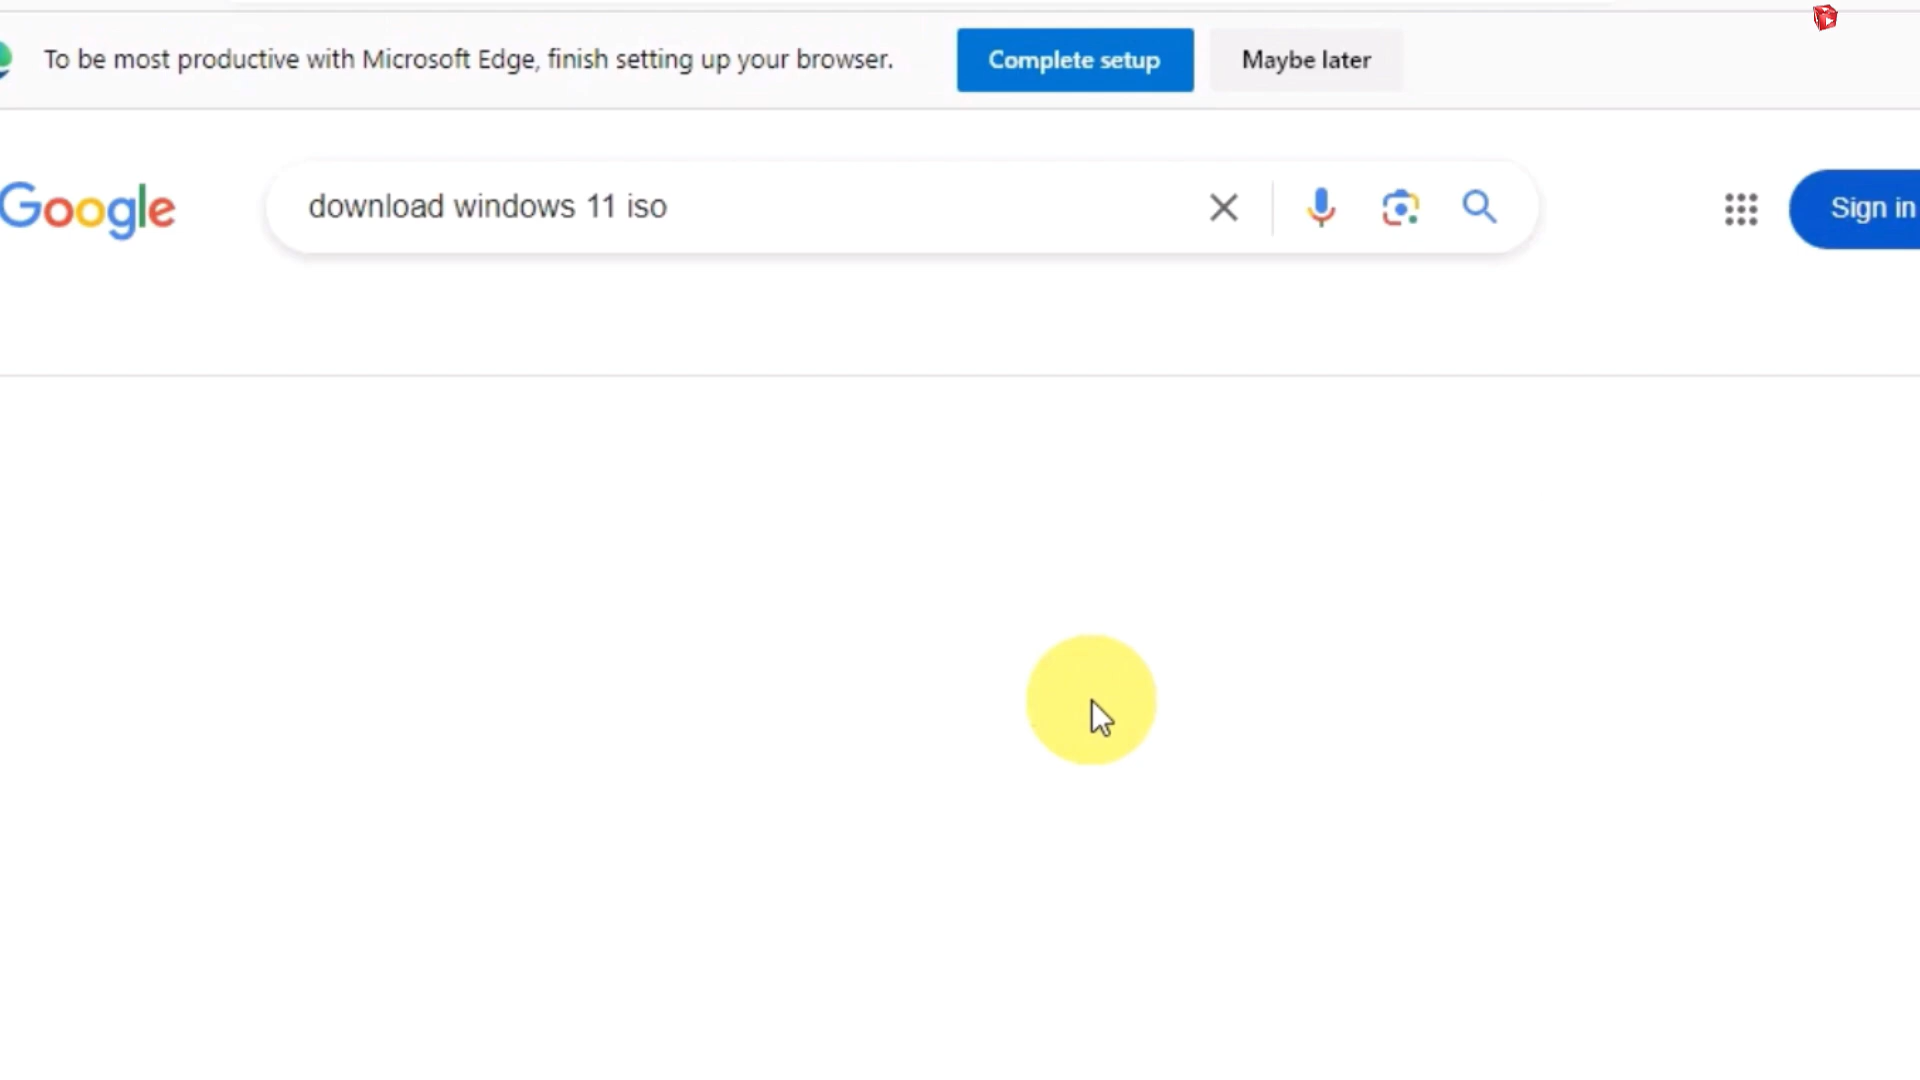 To be most productive with Microsoft Edge, finish setting up your browser.
Complete setup
Maybe later
Google
download windows 11 iso
Sign in